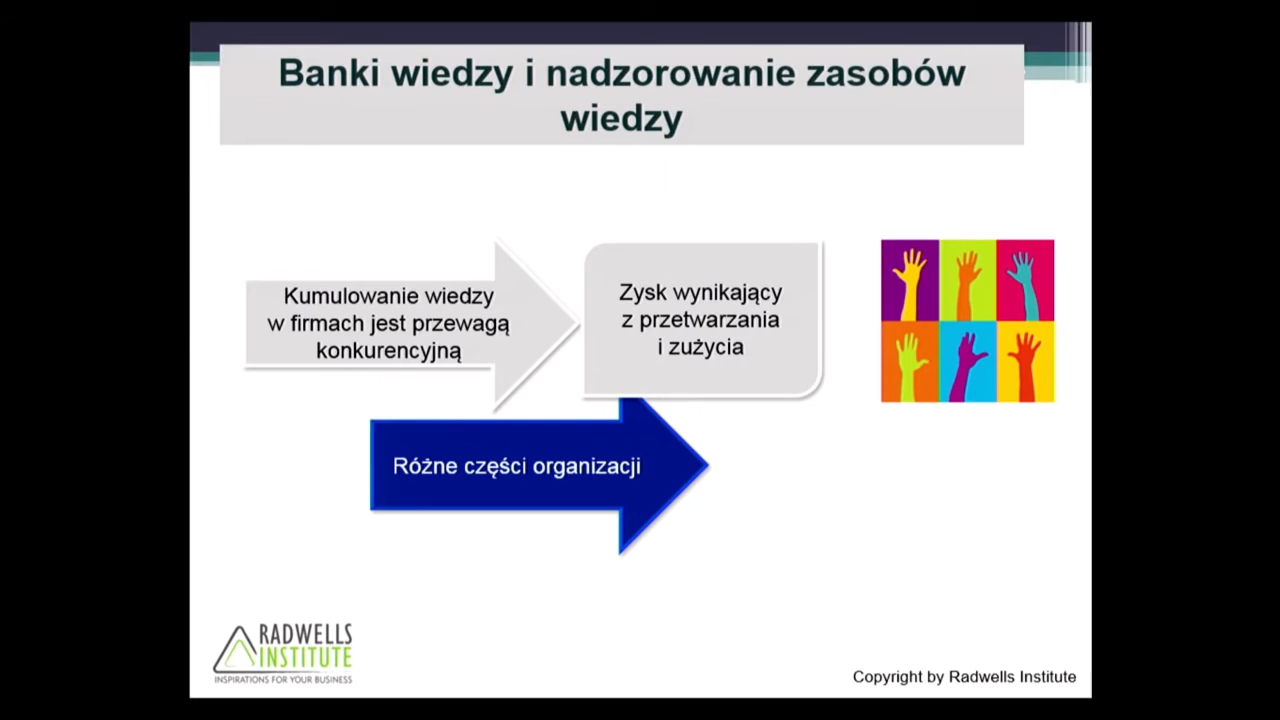 Banki wiedzy i nadzorowanie zasobów
wiedzy
Kumulowanie wiedzy
w firmach jest przewagą
konkurencyjną
Zysk wynikający
z przetwarzania
i zużycia
Różne części organizacji
RADWELLS
INSTITUTE
INSPIRATIONS FOR YOUR BUSINESS
Copyright by Radwells Institute